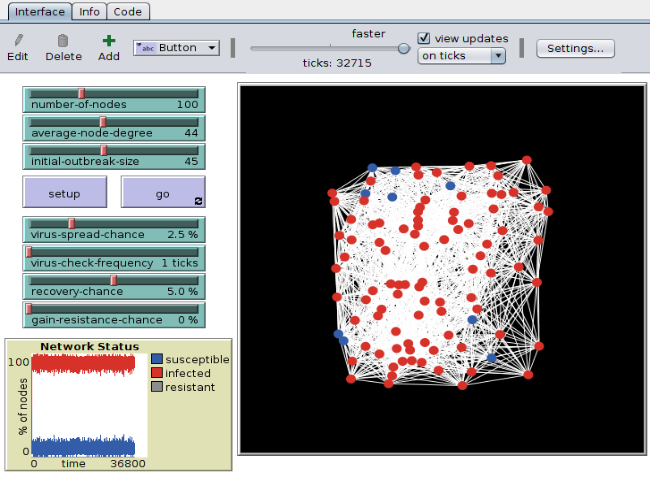 Interface Info Code
faster
Edit Delete Add abc Button view updates
on ticks Settings...
ticks: 32715
number-of-nodes 100
average-node-degree 44
initial-outbreak-size 45
setup go
virus-spread-chance 2.5 %
virus-check-frequency 1 ticks
recovery-chance 5.0 %
gain-resistance-chance 0 %
Network Status
100
% of nodes
0
0 time 36800
susceptible
infected
resistant